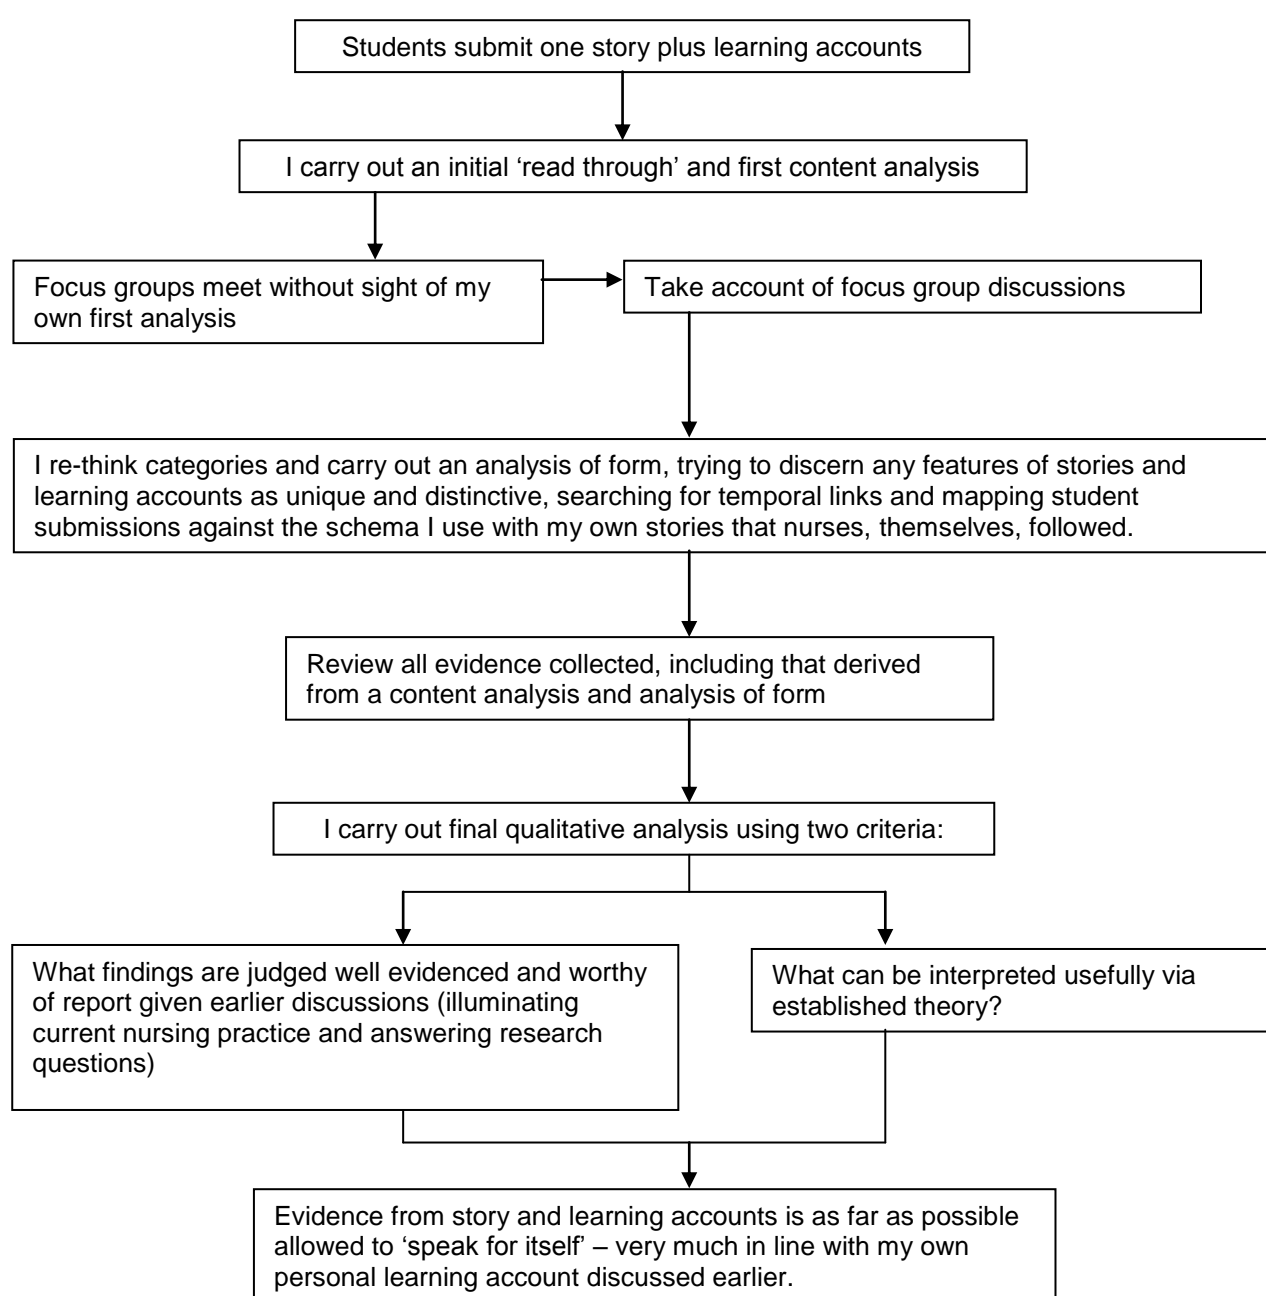 Students submit one story plus learning accounts
I carry out an initial ‘read through’ and first content analysis
Focus groups meet without sight of my
own first analysis
Take account of focus group discussions
I re-think categories and carry out an analysis of form, trying to discern any features of stories and
learning accounts as unique and distinctive, searching for temporal links and mapping student
submissions against the schema I use with my own stories that nurses, themselves, followed.
Review all evidence collected, including that derived
from a content analysis and analysis of form
I carry out final qualitative analysis using two criteria:
What findings are judged well evidenced and worthy
of report given earlier discussions (illuminating
current nursing practice and answering research
questions)
What can be interpreted usefully via
established theory?
Evidence from story and learning accounts is as far as possible
allowed to ‘speak for itself’ – very much in line with my own
personal learning account discussed earlier.